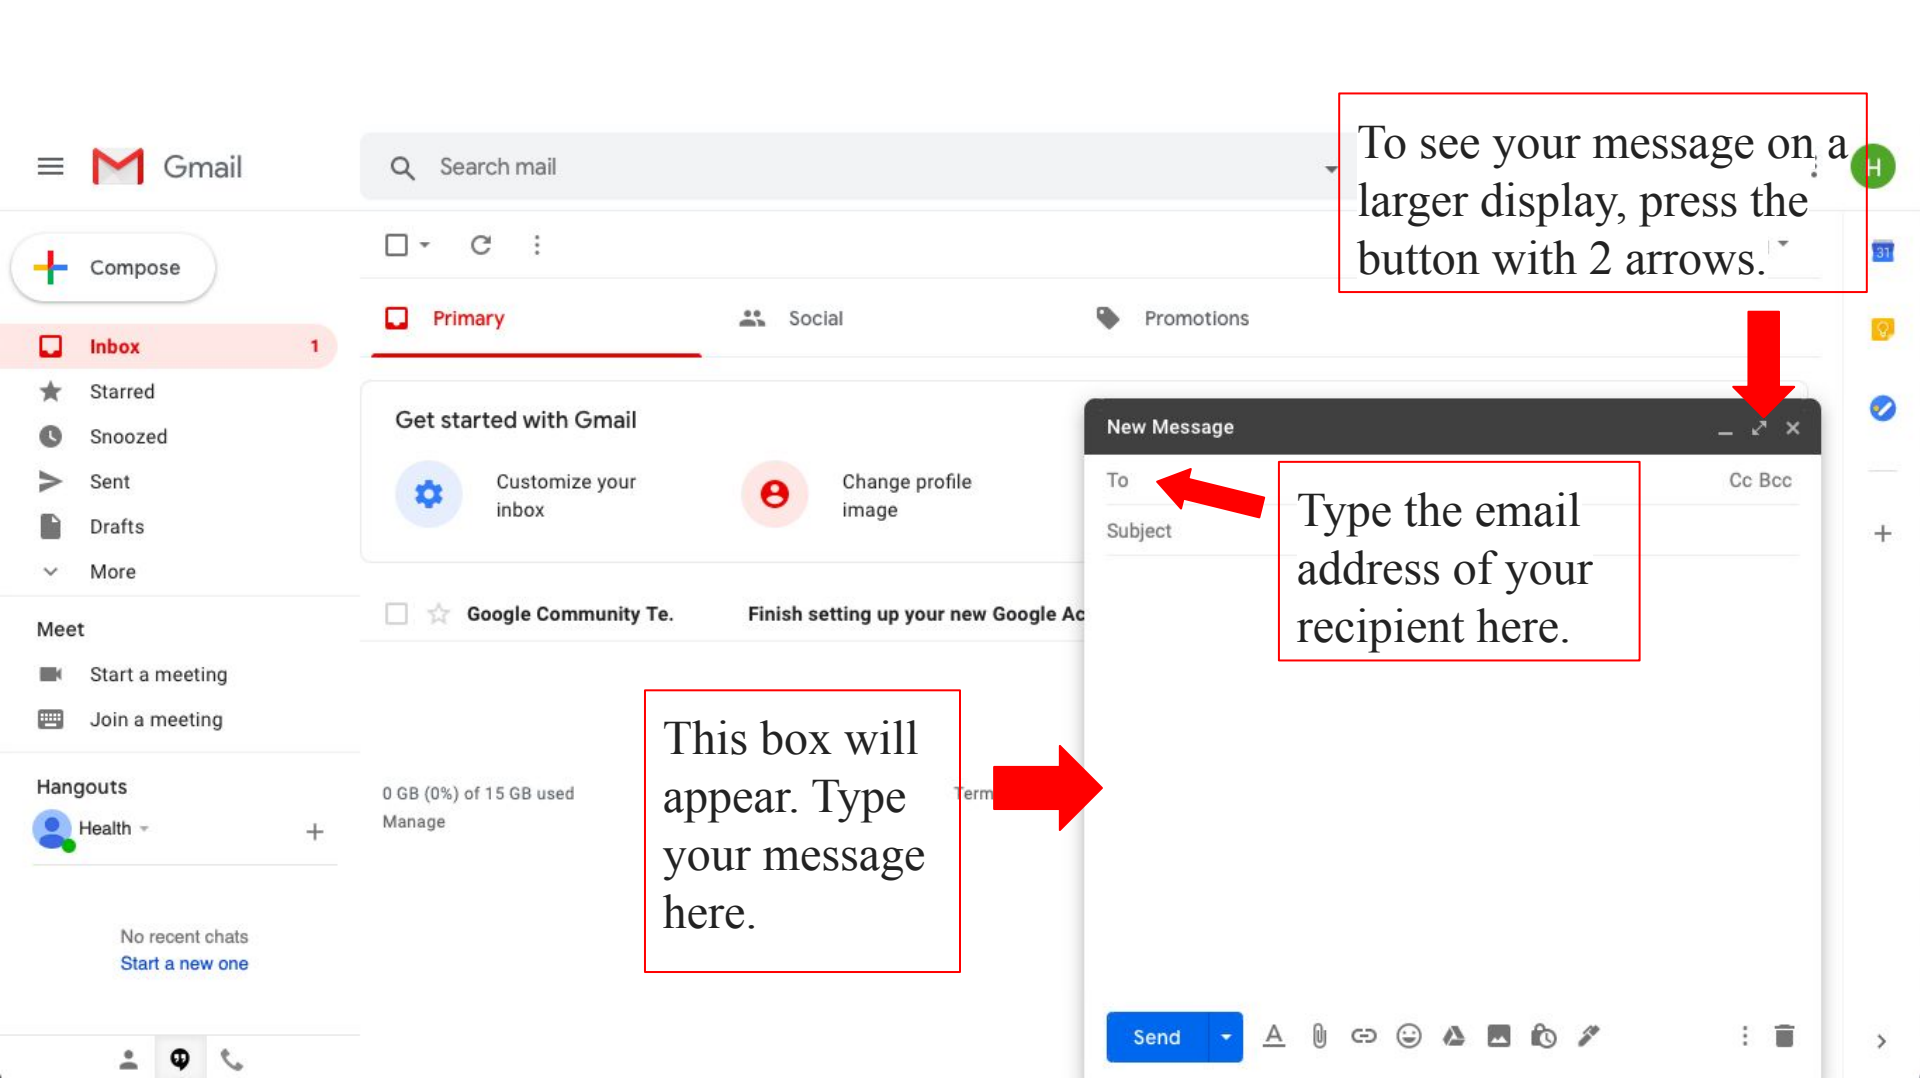 To see your message on a
larger display, press the
button with 2 arrows.
Gmail
Search mail
H
Compose
31
Primary
Social
Promotions
Inbox 1
Starred
Snoozed
Sent
Drafts
More
Get started with Gmail
Customize your
inbox
Change profile
image
New Message
To
Cc Bcc
Subject
Type the email
address of your
recipient here.
Google Community Te.
Finish setting up your new Google Ac
Meet
Start a meeting
Join a meeting
This box will
appear. Type
your message
here.
Hangouts
Health
0 GB (0%) of 15 GB used
Manage
Term
No recent chats
Start a new one
Send